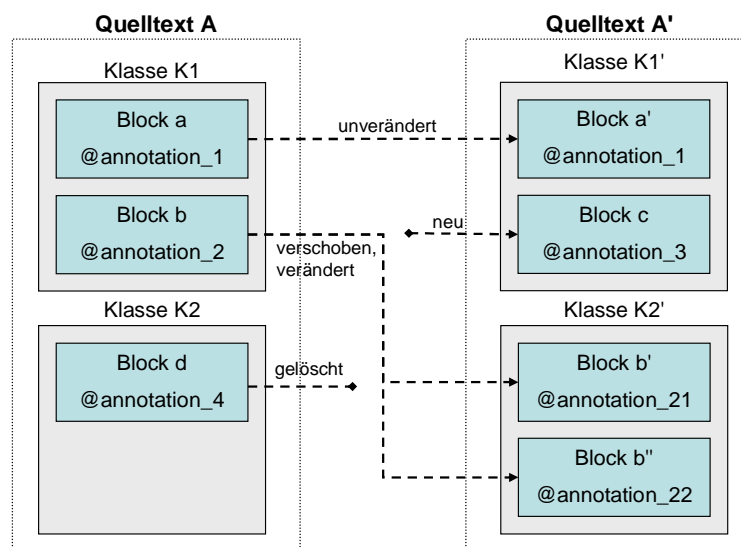 Quelltext A
Klasse K1
Block a
@annotation_1
Block b
@annotation_2
Klasse K2
Block d
@annotation_4
unverändert
neu
verschoben,
verändert
gelöscht
Quelltext A'
Klasse K1'
Block a'
@annotation_1
Block c
@annotation_3
Klasse K2'
Block b'
@annotation_21
Block b''
@annotation_22